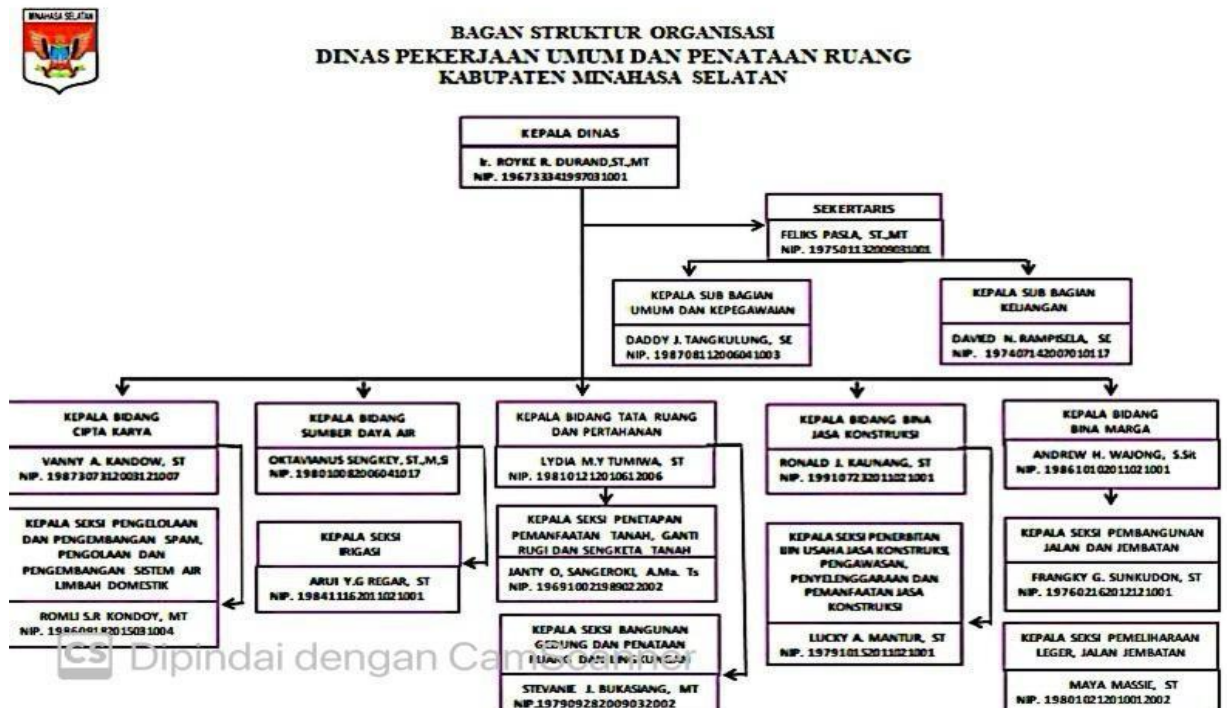 MINAHASA SELATAN
BAGAN STRUKTUR ORGANISASI
DINAS PEKERJAAN UMUM DAN PENATAAN RUANG
KABUPATEN MINAHASA SELATAN
KEPALA DINAS
Ir. ROYKE R. DURAND,ST.,MT
NIP. 196733341997031001
SEKERTARIS
FELIKS PASLA, ST.,MT
NIP. 197501132009031001
KEPALA SUB BAGIAN
UMUM DAN KEPEGAWAIAN
DADDY J. TANGKULUNG, SE
NIP. 198708112006041003
KEPALA SUB BAGIAN
KEUANGAN
DAVIED N. RAMPISELA, SE
NIP. 197407142007010117
KEPALA BIDANG
CIPTA KARYA
VANNY A. KANDOW, ST
NIP. 1987307312003121007
KEPALA SEKSI PENGELOLAAN
DAN PENGEMBANGAN SPAM,
PENGOLAAN DAN
PENGEMBANGAN SISTEM AIR
LIMBAH DOMESTIK
ROMLI S.R KONDOY, MT
NIP. 198609182015031004
KEPALA BIDANG
SUMBER DAYA AIR
OKTAVIANUS SENGKEY, ST.,M,Si
NIP. 198010082006041017
KEPALA SEKSI
IRIGASI
ARUI Y.G REGAR, ST
NIP. 198411162011021001
KEPALA BIDANG TATA RUANG
DAN PERTAHANAN
LYDIA M.Y TUMIWA, ST
NIP. 198101212010612006
KEPALA SEKSI PENETAPAN
PEMANFAATAN TANAH, GANTI
RUGI DAN SENGKETA TANAH
JANTY O, SANGEROKI, A.Ma. Ts
NIP. 196910021989022002
KEPALA SEKSI BANGUNAN
GEDUNG DAN PENATAAN
RUANG DAN LINGKUNGAN
STEVANIE J. BUKASIANG, MT
NIP.197909282009032002
KEPALA BIDANG BINA
JASA KONSTRUKSI
RONALD J. KAUNANG, ST
NIP. 199107232011021001
KEPALA SEKSI PENERBITAN
IJIN USAHA JASA KONSTRUKSI,
PENGAWASAN,
PENYELENGGARAAN DAN
PEMANFAATAN JASA
KONSTRUKSI
LUCKY A. MANTUR, ST
NIP. 197910152011021001
KEPALA BIDANG
BINA MARGA
ANDREW H. WAJONG, S.Sit
NIP. 198610102011021001
KEPALA SEKSI PEMBANGUNAN
JALAN DAN JEMBATAN
FRANGKY G. SUNKUDON, ST
NIP. 197602162012121001
KEPALA SEKSI PEMELIHARAAN
LEGER, JALAN JEMBATAN
MAYA MASSIE, ST
NIP. 198010212010012002
CS Dipindai dengan CamScanner